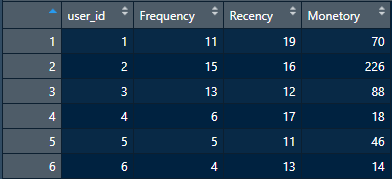 user_id Frequency Recency Monetory
1 1 11 19 70
2 2 15 16 226
3 3 13 12 88
4 4 6 17 18
5 5 5 11 46
6 6 4 13 14